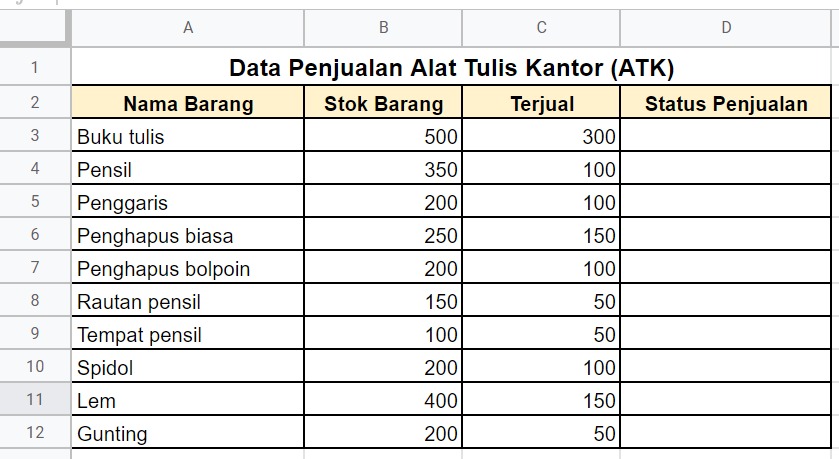 A B C D
1 Data Penjualan Alat Tulis Kantor (ATK)
2 Nama Barang Stok Barang Terjual Status Penjualan
3 Buku tulis 500 300
4 Pensil 350 100
5 Penggaris 200 100
6 Penghapus biasa 250 150
7 Penghapus bolpoin 200 100
8 Rautan pensil 150 50
9 Tempat pensil 100 50
10 Spidol 200 100
11 Lem 400 150
12 Gunting 200 50